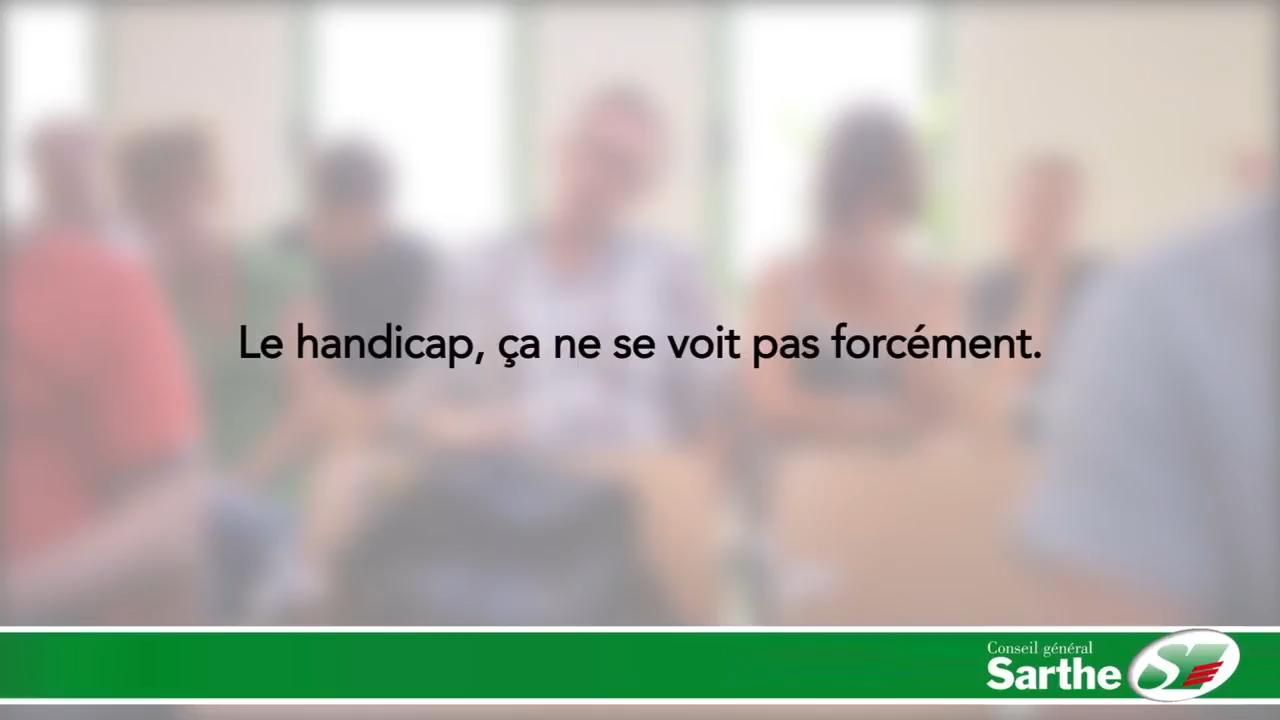 Le handicap, ça ne se voit pas forcément.
Conseil général
Sarthe